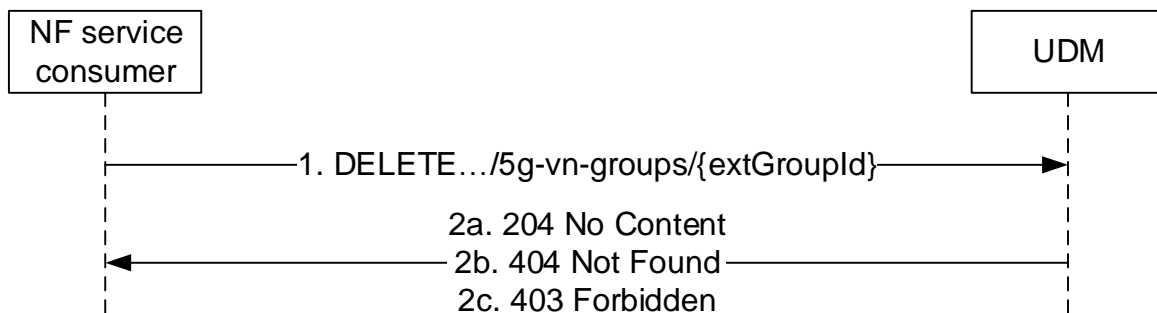 NF service
consumer
UDM
1. DELETE…/5g-vn-groups/{extGroupId}
2a. 204 No Content
2b. 404 Not Found
2c. 403 Forbidden